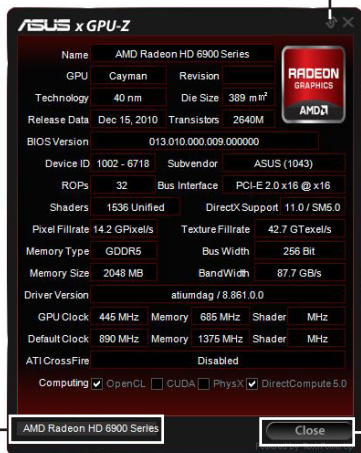 ASUS x GPU-Z
Name AMD Radeon HD 6900 Series
GPU Cayman Revision
RADEON
GRAPHICS
AMD
Technology 40 nm Die Size 389 mm²
Release Data Dec 15, 2010 Transistors 2640M
BIOS Version 013.010.000.009.000000
Device ID 1002 - 6718 Subvendor ASUS (1043)
ROPs 32 Bus Interface PCI-E 2.0 x16 @ x16
Shaders 1536 Unified DirectX Support 11.0 / SM5.0
Pixel Fillrate 14.2 GPixel/s Texture Fillrate 42.7 GTexel/s
Memory Type GDDR5 Bus Width 256 Bit
Memory Size 2048 MB BandWidth 87.7 GB/s
Driver Version atiumdag / 8.861.0.0
GPU Clock 445 MHz Memory 685 MHz Shader MHz
Default Clock 890 MHz Memory 1375 MHz Shader MHz
ATI CrossFire Disabled
Computing OpenCL CUDA PhysX DirectCompute 5.0
AMD Radeon HD 6900 Series Close